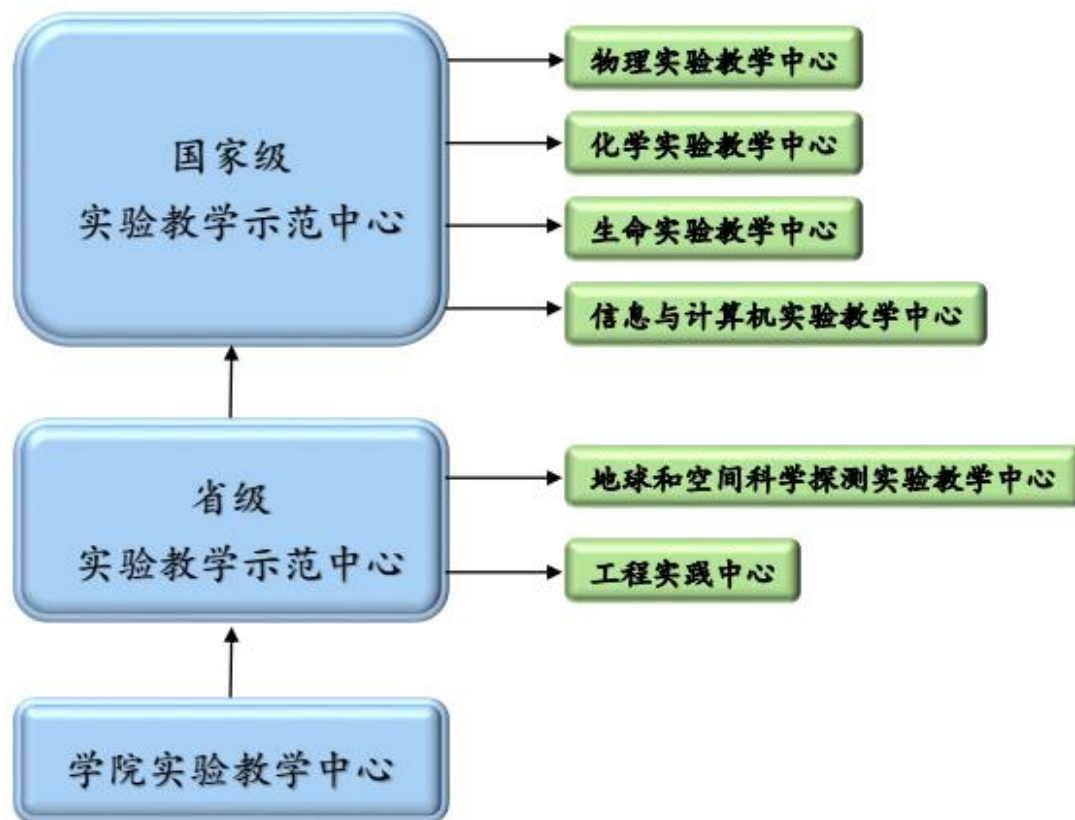 国家级
实验教学示范中心
物理实验教学中心
化学实验教学中心
生命实验教学中心
信息与计算机实验教学中心
省级
实验教学示范中心
地球和空间科学探测实验教学中心
工程实践中心
学院实验教学中心